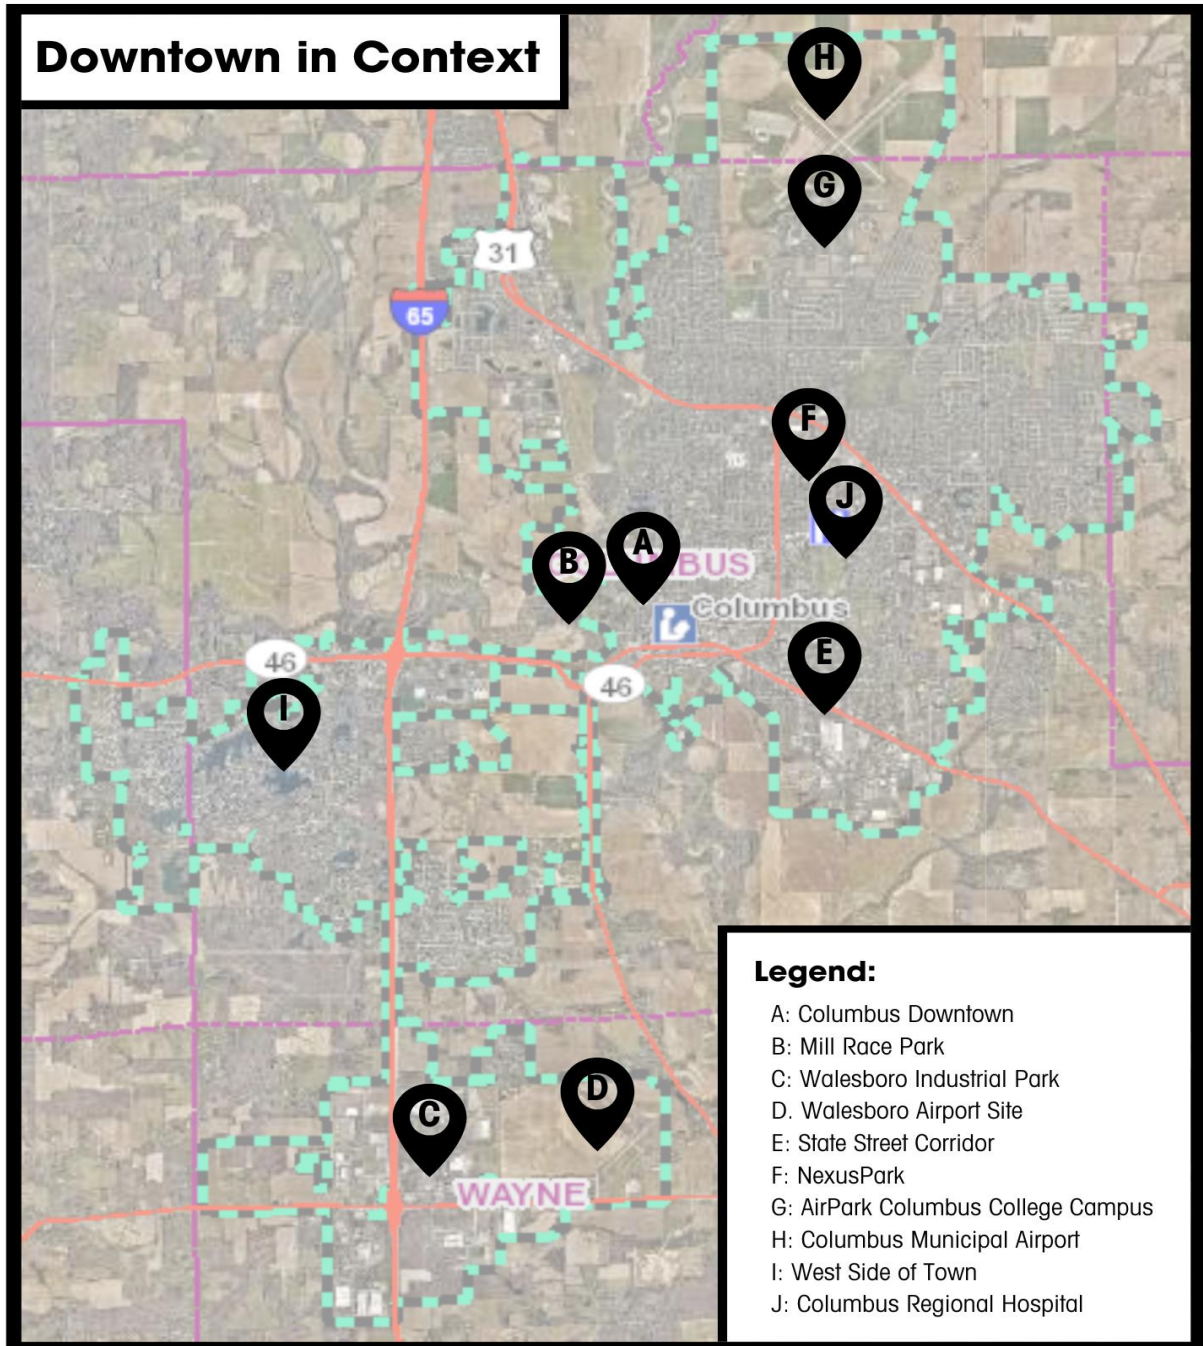 Downtown in Context
H
G
31
65
F
J
A
B
Columbus
E
46
46
I
D
C
WAYNE
Legend:
A: Columbus Downtown
B: Mill Race Park
C: Walesboro Industrial Park
D. Walesboro Airport Site
E: State Street Corridor
F: NexusPark
G: AirPark Columbus College Campus
H: Columbus Municipal Airport
I: West Side of Town
J: Columbus Regional Hospital